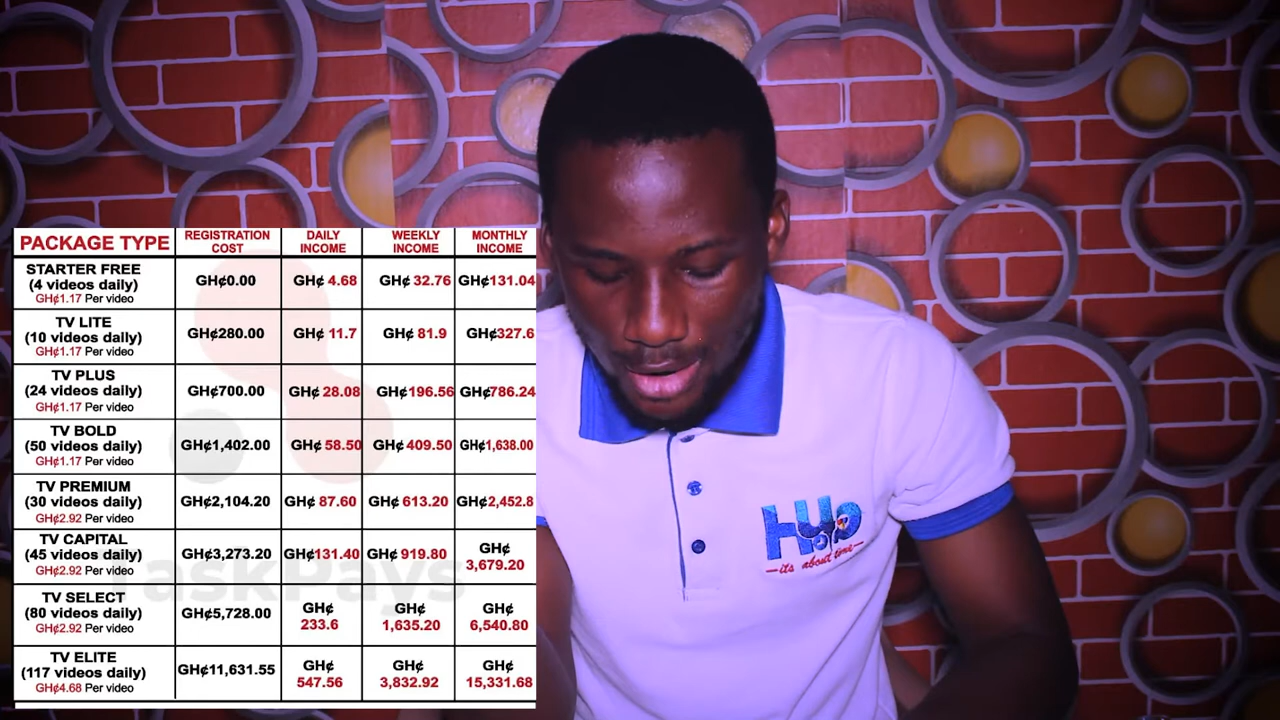 PACKAGE TYPE REGISTRATION COST DAILY INCOME WEEKLY INCOME MONTHLY INCOME
STARTER FREE
(4 videos daily)
GH₵1.17 Per video
GH₵0.00 GH₵ 4.68 GH₵ 32.76 GH₵131.04
TV LITE
(10 videos daily)
GH₵1.17 Per video
GH₵280.00 GH₵ 11.7 GH₵ 81.9 GH₵327.6
TV PLUS
(24 videos daily)
GH₵1.17 Per video
GH₵700.00 GH₵ 28.08 GH₵196.56 GH₵786.24
TV BOLD
(50 videos daily)
GH₵1.17 Per video
GH₵1,402.00 GH₵ 58.50 GH₵ 409.50 GH₵1,638.00
TV PREMIUM
(30 videos daily)
GH₵2.92 Per video
GH₵2,104.20 GH₵ 87.60 GH₵ 613.20 GH₵2,452.8
TV CAPITAL
(45 videos daily)
GH₵2.92 Per video
GH₵3,273.20 GH₵131.40 GH₵ 919.80 GH₵ 3,679.20
TV SELECT
(80 videos daily)
GH₵2.92 Per video
GH₵5,728.00 GH₵ 233.6 GH₵ 1,635.20 GH₵ 6,540.80
TV ELITE
(117 videos daily)
GH₵4.68 Per video
GH₵11,631.55 GH₵ 547.56 GH₵ 3,832.92 GH₵ 15,331.68
askPays
HUp
its about time